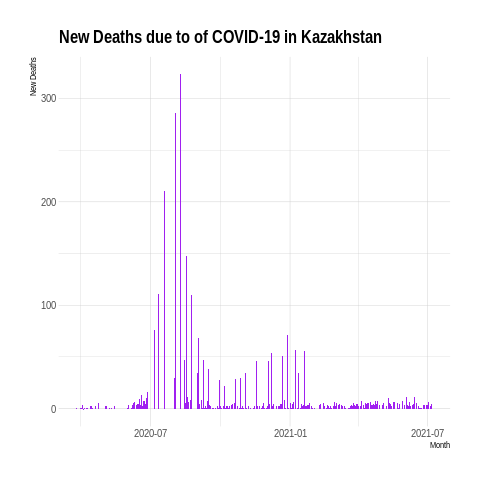 New Deaths due to of COVID-19 in Kazakhstan
New Deaths
300
200
100
0
2020-07 2021-01 2021-07
Month